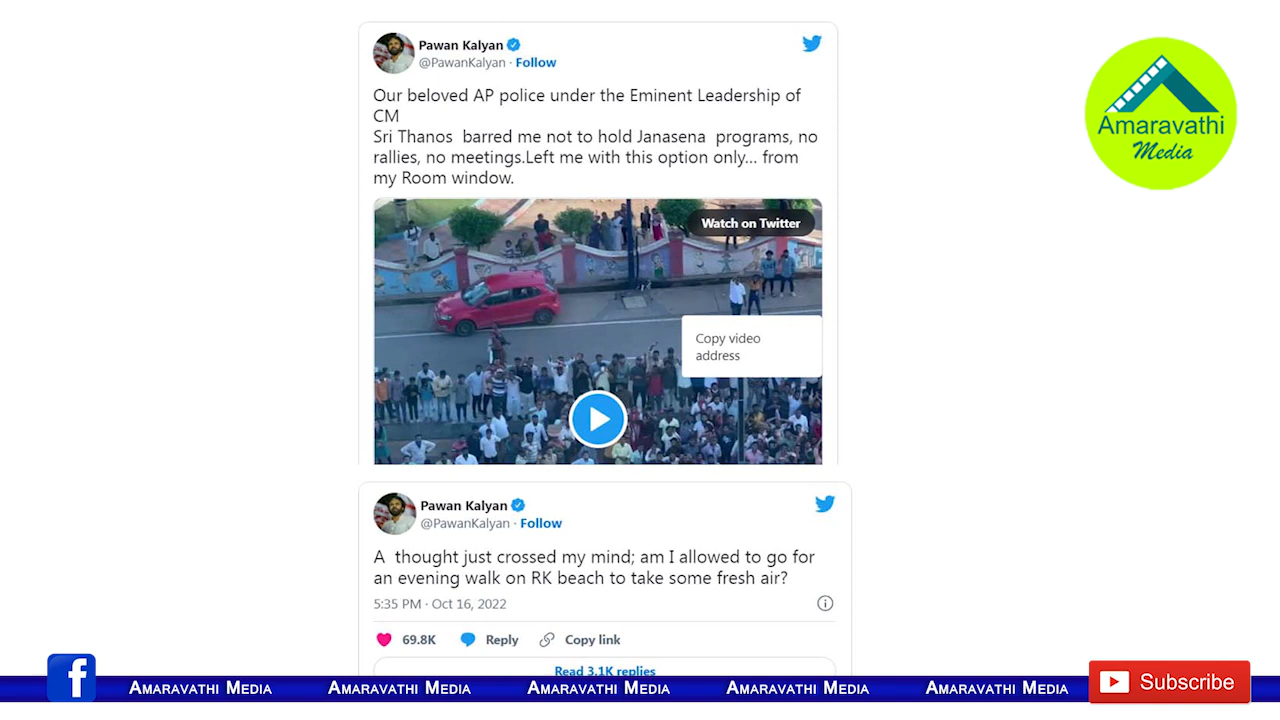 Pawan Kalyan
@PawanKalyan · Follow
Our beloved AP police under the Eminent Leadership of
CM
Sri Thanos  barred me not to hold Janasena  programs, no
rallies, no meetings.Left me with this option only... from
my Room window.
Watch on Twitter
Copy video
address
Pawan Kalyan
@PawanKalyan · Follow
A  thought just crossed my mind; am I allowed to go for
an evening walk on RK beach to take some fresh air?
5:35 PM · Oct 16, 2022
69.8K Reply Copy link
Read 3.1K replies
Amaravathi
Media
f
Amaravathi Media Amaravathi Media Amaravathi Media Amaravathi Media Amaravathi Media
Subscribe